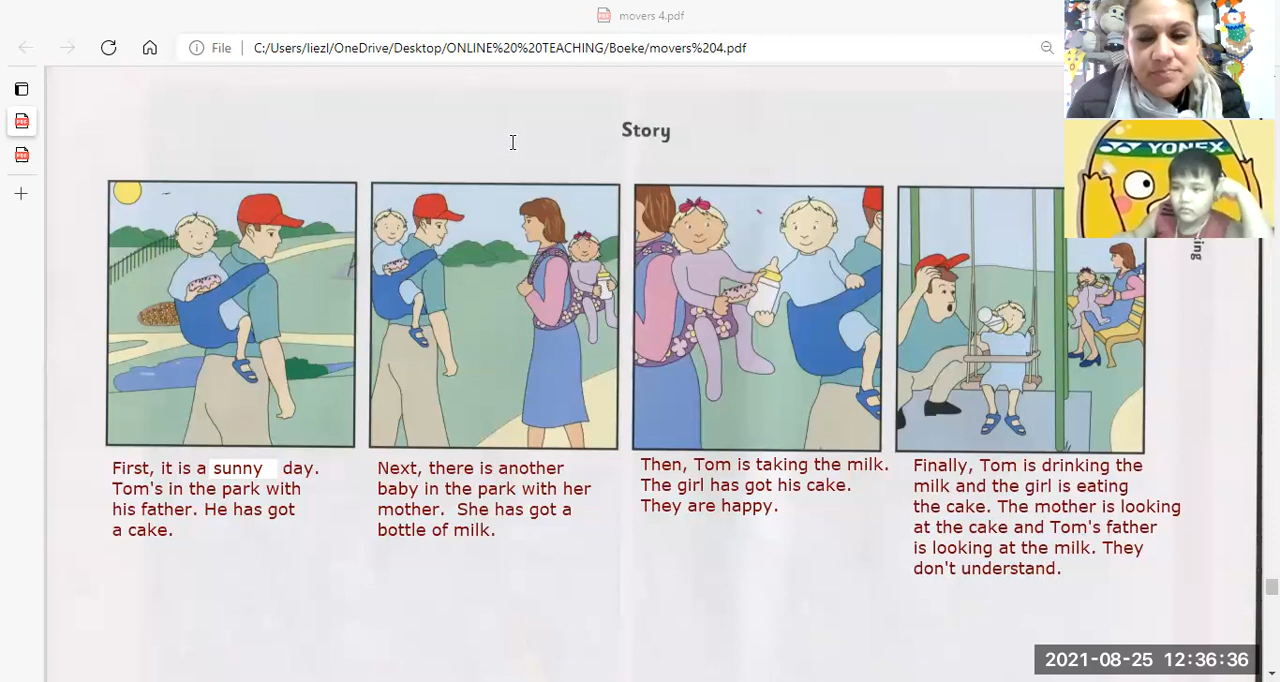 movers 4.pdf
File
C:/Users/liezl/OneDrive/Desktop/ONLINE%20%20TEACHING/Boeke/movers%204.pdf
YONEX
Story
ing
First, it is a sunny day.
Tom's in the park with
his father. He has got
a cake.
Next, there is another
baby in the park with her
mother. She has got a
bottle of milk.
Then, Tom is taking the milk.
The girl has got his cake.
They are happy.
Finally, Tom is drinking the
milk and the girl is eating
the cake. The mother is looking
at the cake and Tom's father
is looking at the milk. They
don't understand.
2021-08-25 12:36:36